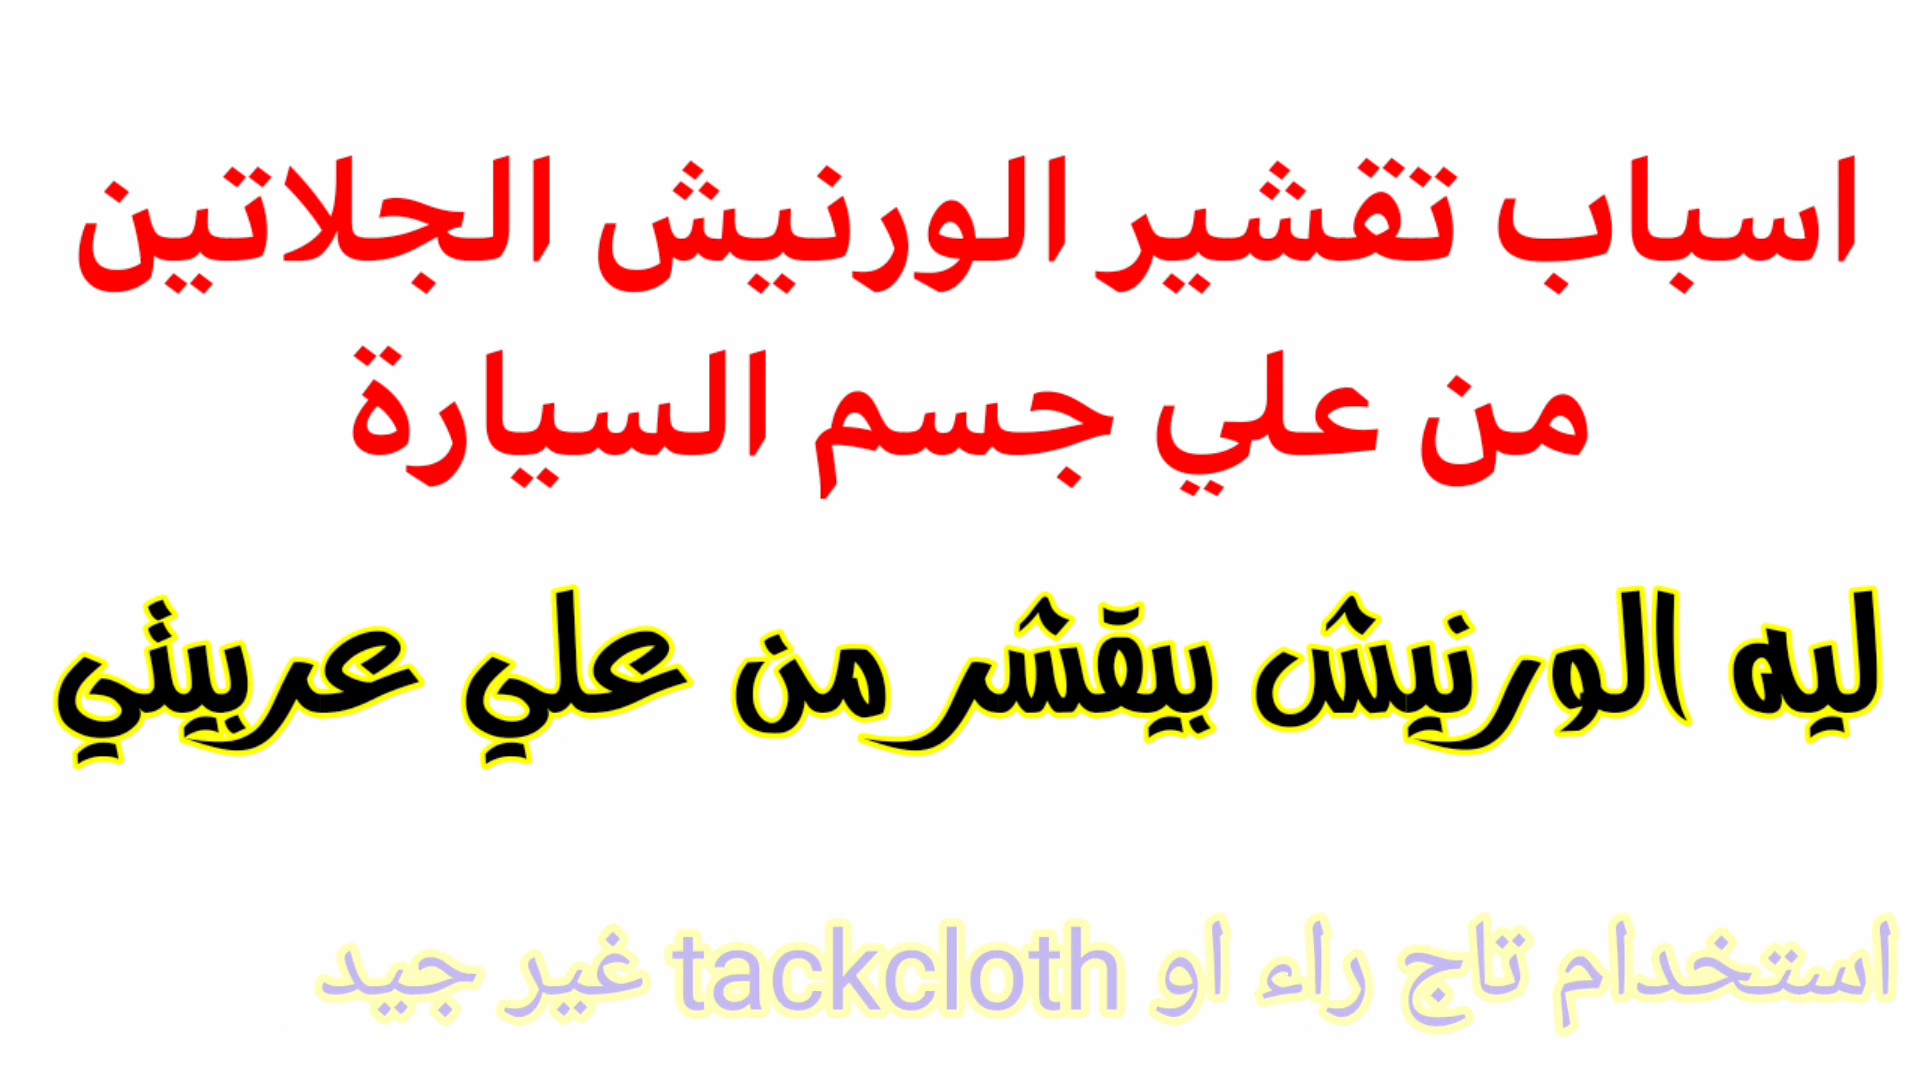 اسباب تقشير الورنيش الجلاتين
من علي جسم السيارة
ليه الورنيش بيقشر من علي عربيتي
استخدام تاج راء او tackcloth غير جيد